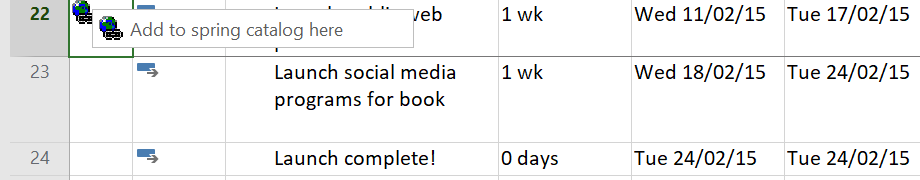 22 web 1 wk Wed 11/02/15 Tue 17/02/15
Add to spring catalog here
23 Launch social media 1 wk Wed 18/02/15 Tue 24/02/15
programs for book
24 Launch complete! 0 days Tue 24/02/15 Tue 24/02/15